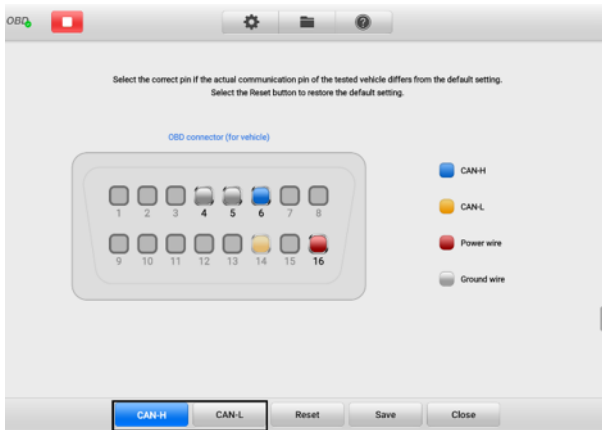 OBD
Select the correct pin if the actual communication pin of the tested vehicle differs from the default setting.
Select the Reset button to restore the default setting.
OBD connector (for vehicle)
1 2 3 4 5 6 7 8
9 10 11 12 13 14 15 16
CAN-H
CAN-L
Power wire
Ground wire
CAN-H CAN-L Reset Save Close